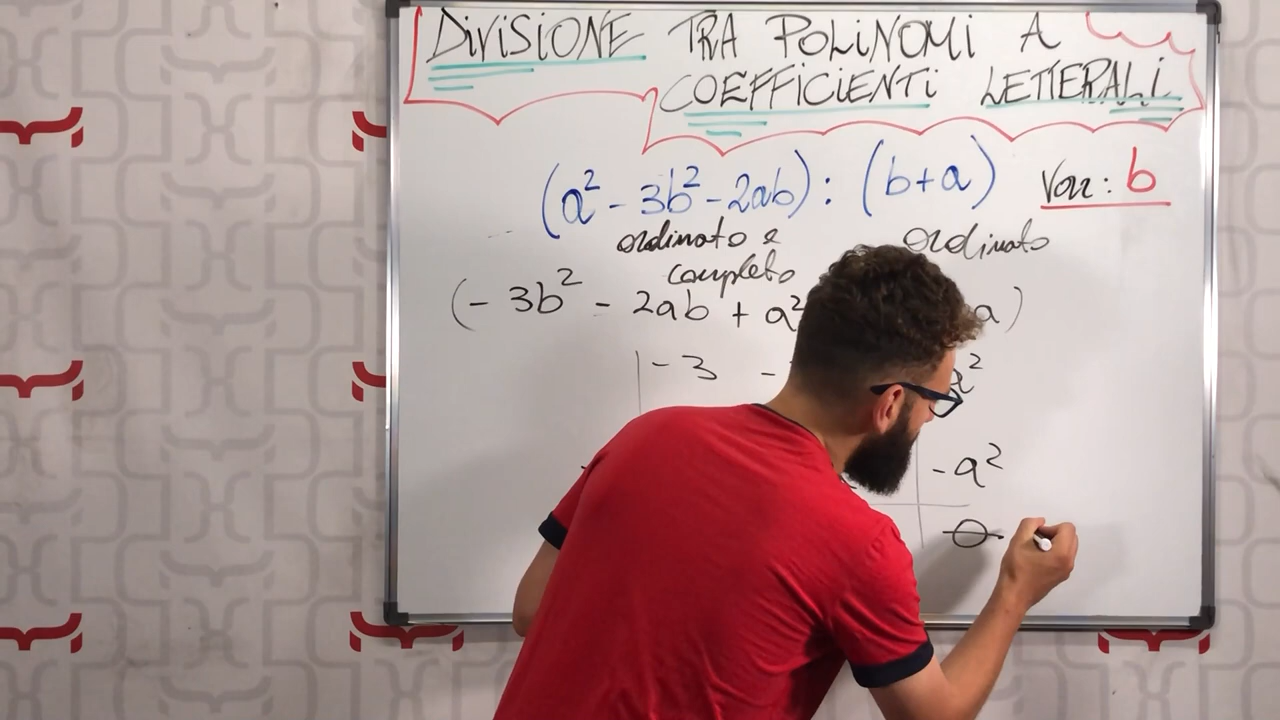 DIVISIONE TRA POLINOMI A
COEFFICIENTI LETTERALI
(a² - 3b² - 2ab) : (b+a) Var: b
ordinato e ordinato
completo
(- 3b² - 2ab + a² a)
-3 - a²
-a²
0